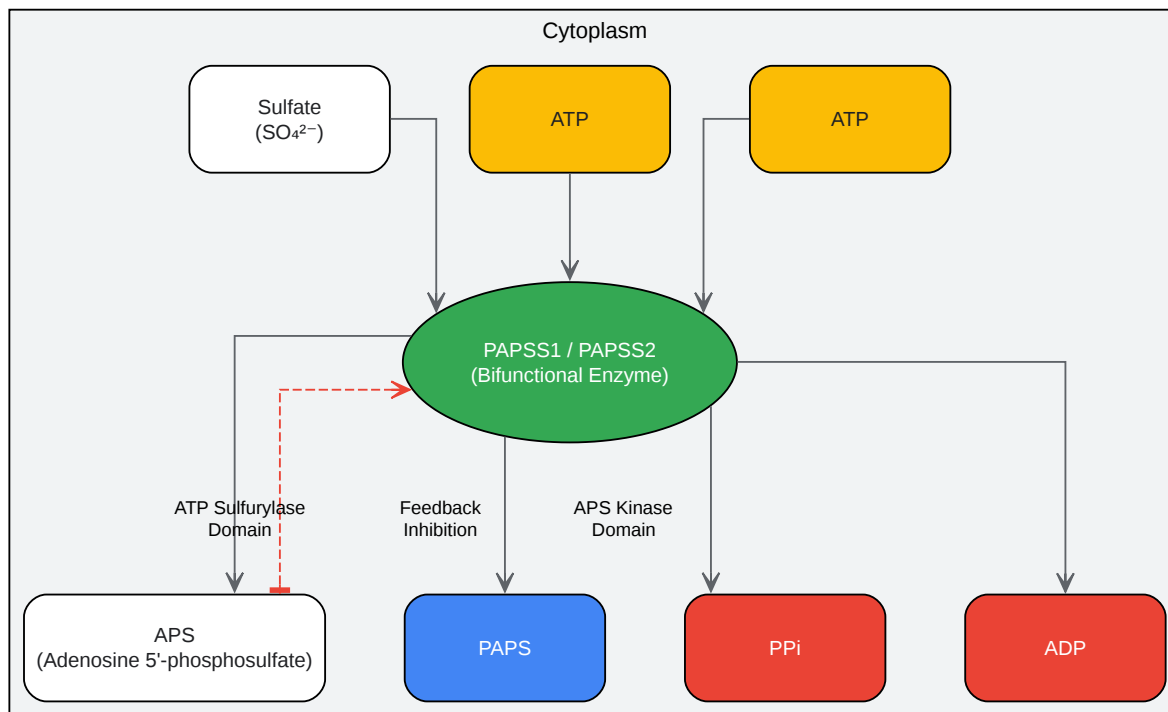 Cytoplasm
Sulfate
(SO₄²⁻)
ATP
ATP
PAPSS1 / PAPSS2
(Bifunctional Enzyme)
ATP Sulfurylase
Domain
Feedback
Inhibition
APS Kinase
Domain
APS
(Adenosine 5'-phosphosulfate)
PAPS
PPi
ADP